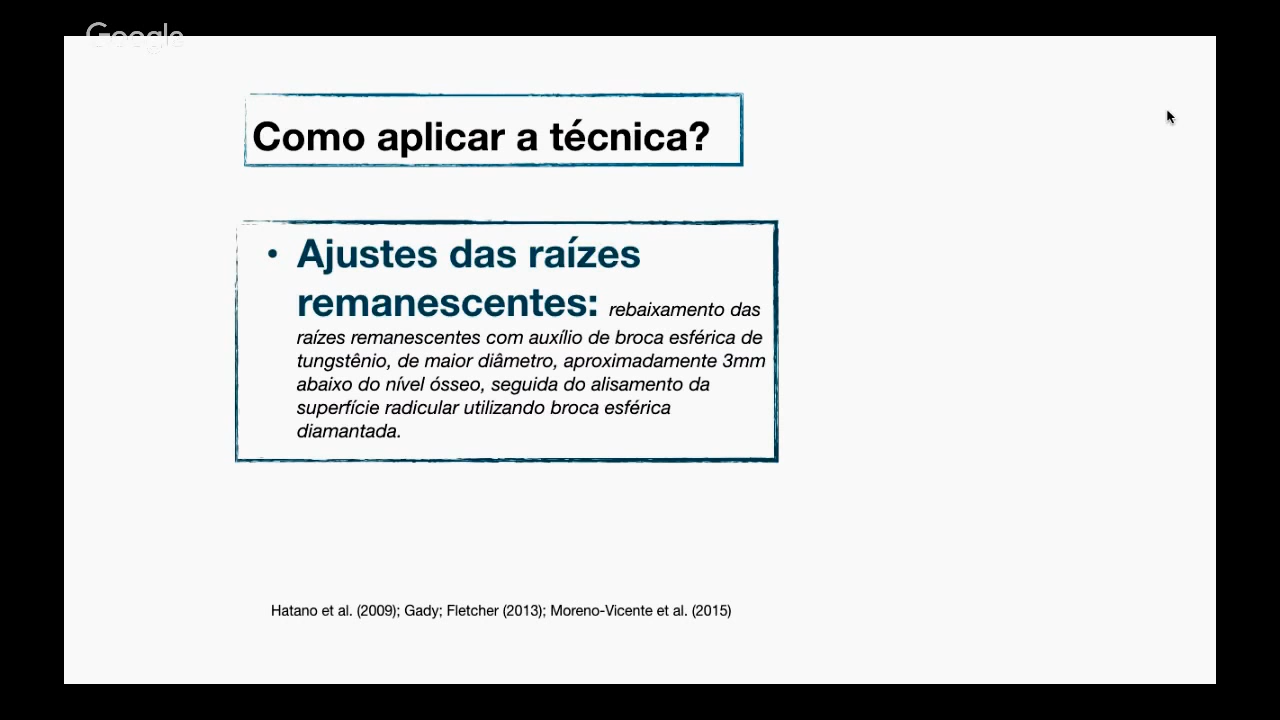 Google
Como aplicar a técnica?
• Ajustes das raízes
remanescentes: rebaixamento das
raízes remanescentes com auxílio de broca esférica de
tungstênio, de maior diâmetro, aproximadamente 3mm
abaixo do nível ósseo, seguida do alisamento da
superfície radicular utilizando broca esférica
diamantada.
Hatano et al. (2009); Gady; Fletcher (2013); Moreno-Vicente et al. (2015)